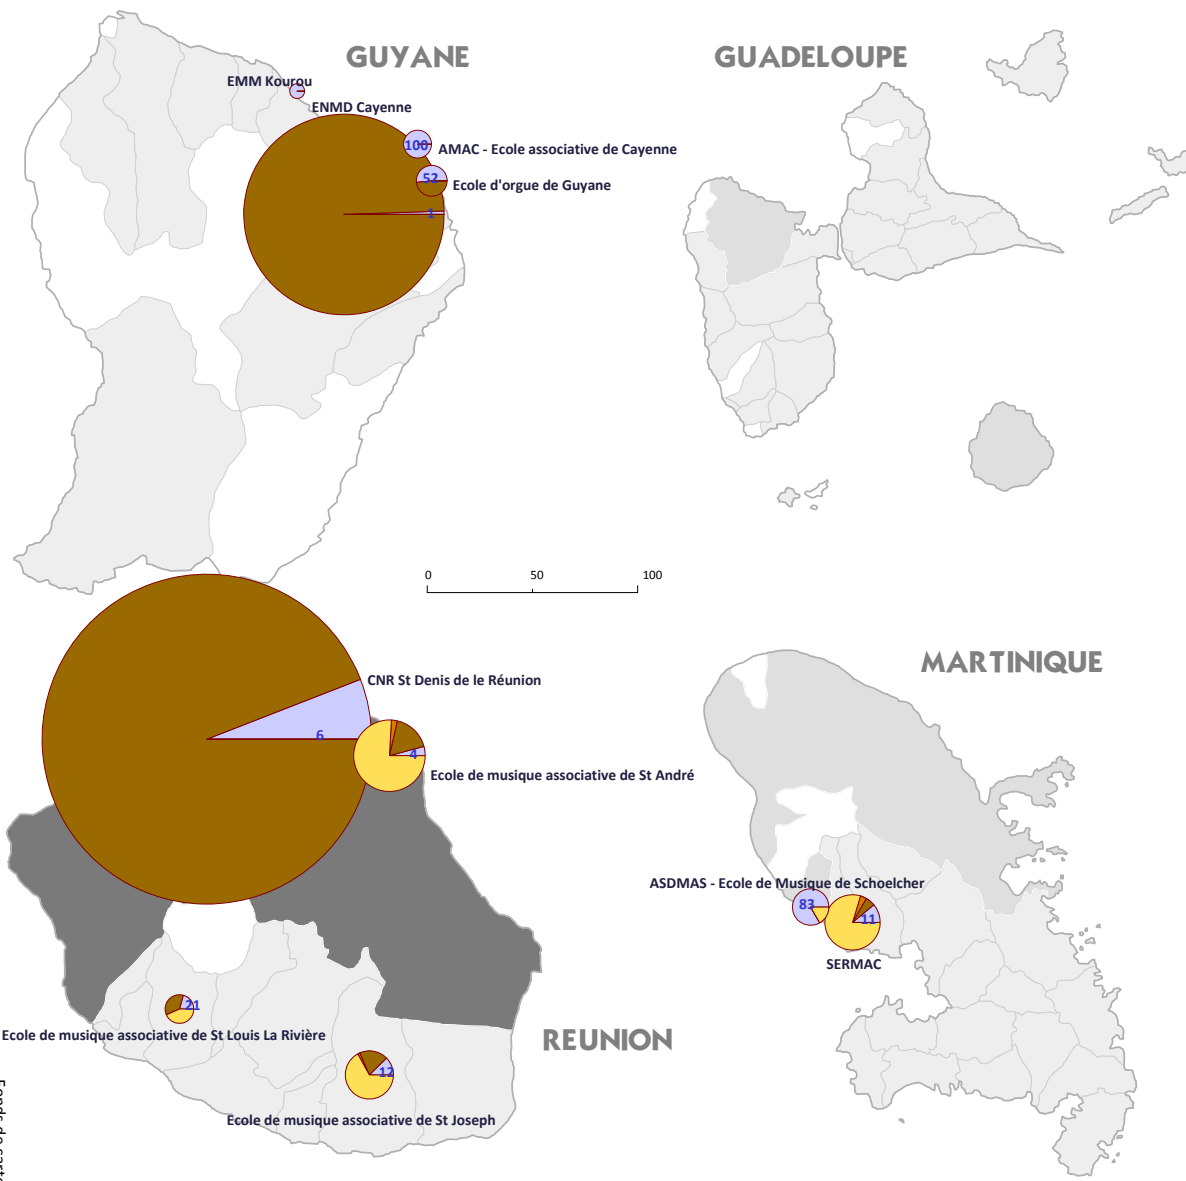 GUYANE
GUADELOUPE
EMM Kourou
ENMD Cayenne
100
AMAC - Ecole associative de Cayenne
52
Ecole d'orgue de Guyane
1
0 50 100
MARTINIQUE
CNR St Denis de le Réunion
6
4
Ecole de musique associative de St André
ASDMAS - Ecole de Musique de Schoelcher
83
11
SERMAC
21
Ecole de musique associative de St Louis La Rivière
REUNION
12
Ecole de musique associative de St Joseph
Fonds de carte